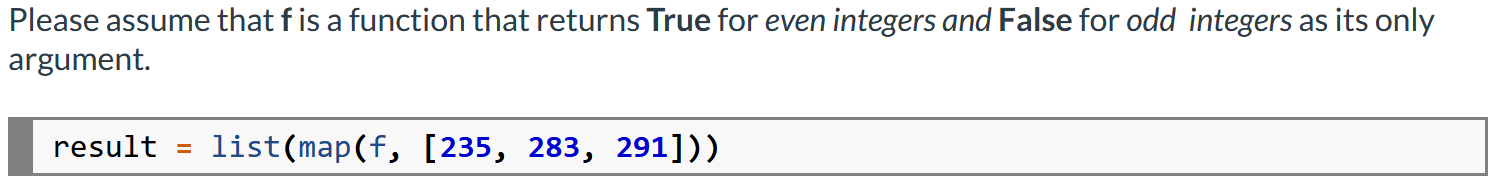 Please assume that f is a function that returns True for even integers and False for odd  integers as its only
argument.
result = list(map(f, [235, 283, 291]))